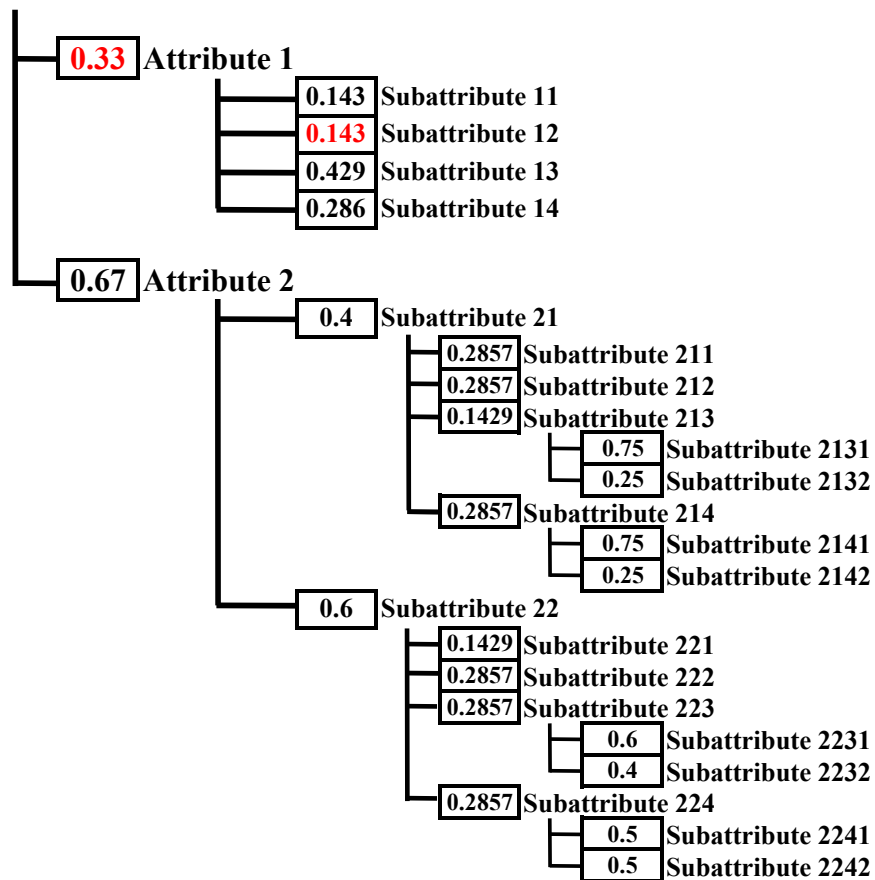 0.33 Attribute 1
0.143 Subattribute 11
0.143 Subattribute 12
0.429 Subattribute 13
0.286 Subattribute 14
0.67 Attribute 2
0.4 Subattribute 21
0.2857 Subattribute 211
0.2857 Subattribute 212
0.1429 Subattribute 213
0.75 Subattribute 2131
0.25 Subattribute 2132
0.2857 Subattribute 214
0.75 Subattribute 2141
0.25 Subattribute 2142
0.6 Subattribute 22
0.1429 Subattribute 221
0.2857 Subattribute 222
0.2857 Subattribute 223
0.6 Subattribute 2231
0.4 Subattribute 2232
0.2857 Subattribute 224
0.5 Subattribute 2241
0.5 Subattribute 2242